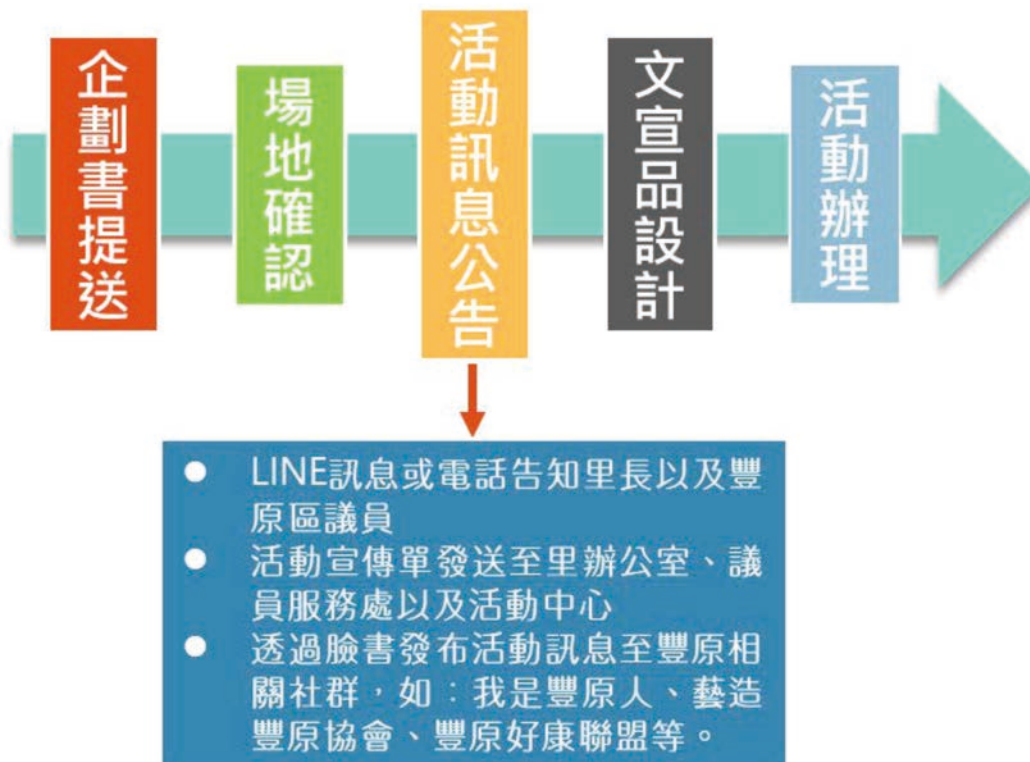 企劃書提送
場地確認
活動訊息公告
文宣品設計
活動辦理
● LINE訊息或電話告知里長以及豐
原區議員
● 活動宣傳單發送至里辦公室、議
員服務處以及活動中心
● 透過臉書發布活動訊息至豐原相
關社群，如：我是豐原人、藝造
豐原協會、豐原好康聯盟等。